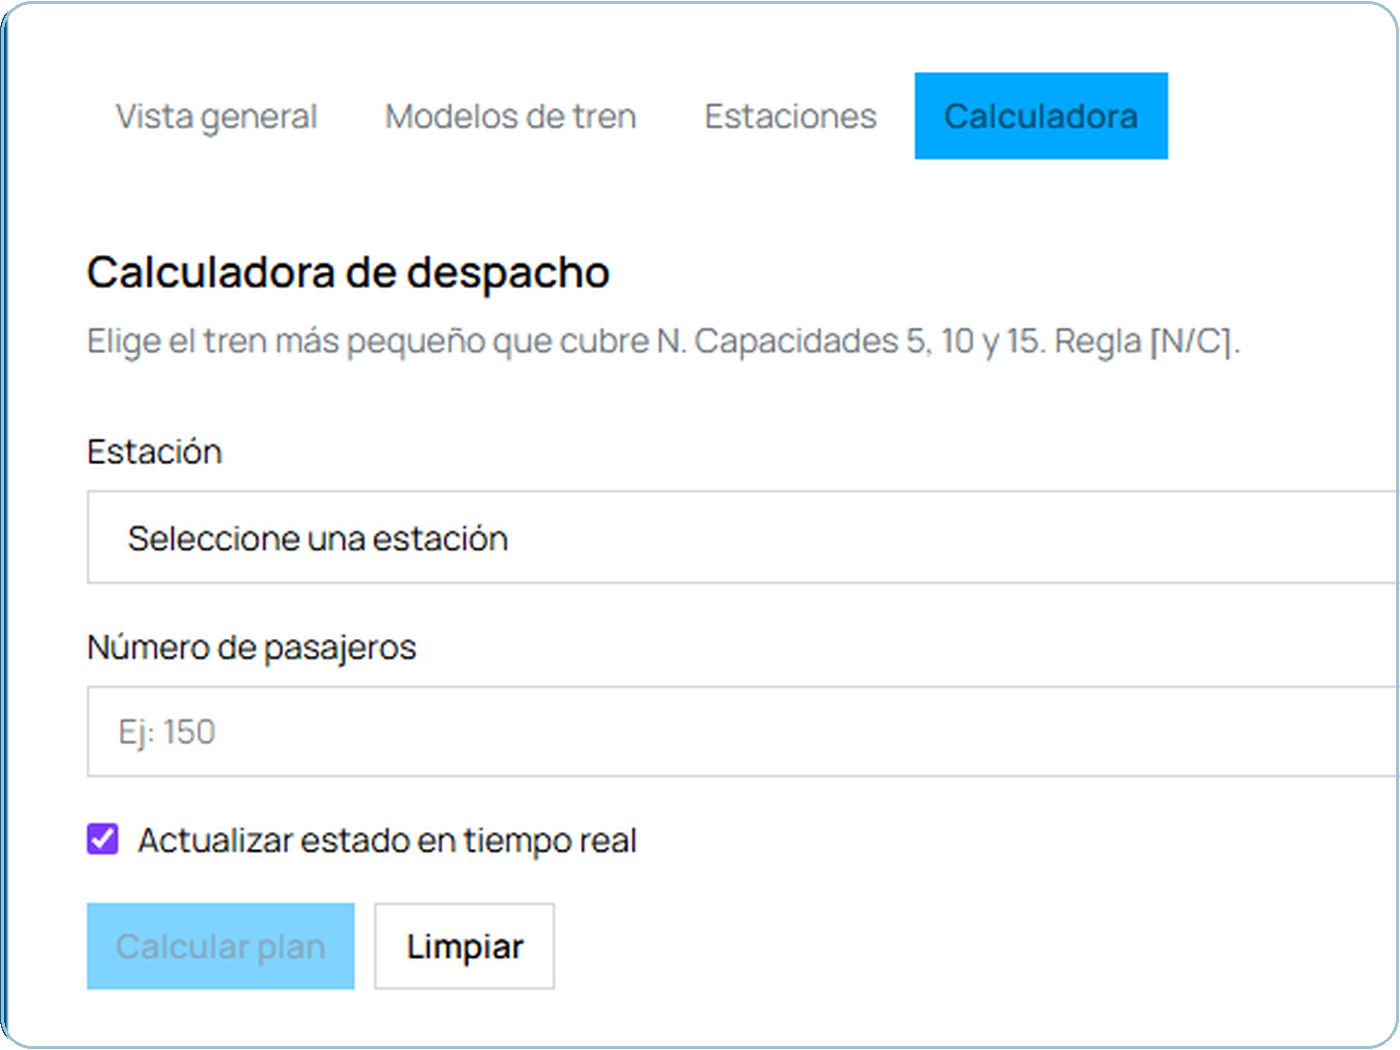 Vista general Modelos de tren Estaciones Calculadora
Calculadora de despacho
Elige el tren más pequeño que cubre N. Capacidades 5, 10 y 15. Regla ⌈N/C⌉.
Estación
Seleccione una estación
Número de pasajeros
Ej: 150
Actualizar estado en tiempo real
Calcular plan Limpiar